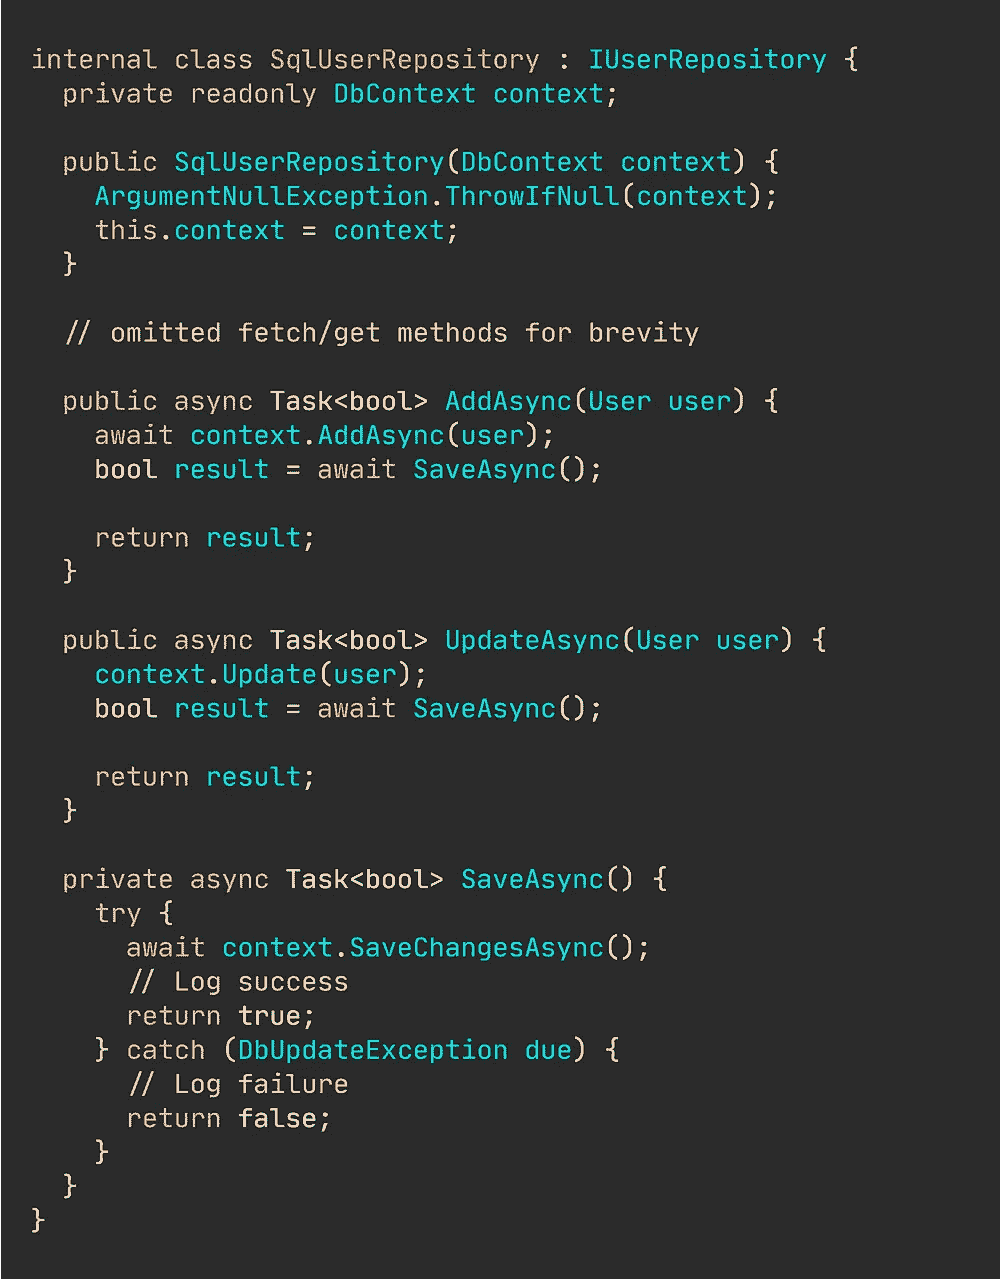 internal class SqlUserRepository : IUserRepository {
  private readonly DbContext context;

  public SqlUserRepository(DbContext context) {
    ArgumentNullException.ThrowIfNull(context);
    this.context = context;
  }

  // omitted fetch/get methods for brevity

  public async Task<bool> AddAsync(User user) {
    await context.AddAsync(user);
    bool result = await SaveAsync();

    return result;
  }

  public async Task<bool> UpdateAsync(User user) {
    context.Update(user);
    bool result = await SaveAsync();

    return result;
  }

  private async Task<bool> SaveAsync() {
    try {
      await context.SaveChangesAsync();
      // Log success
      return true;
    } catch (DbUpdateException due) {
      // Log failure
      return false;
    }
  }
}